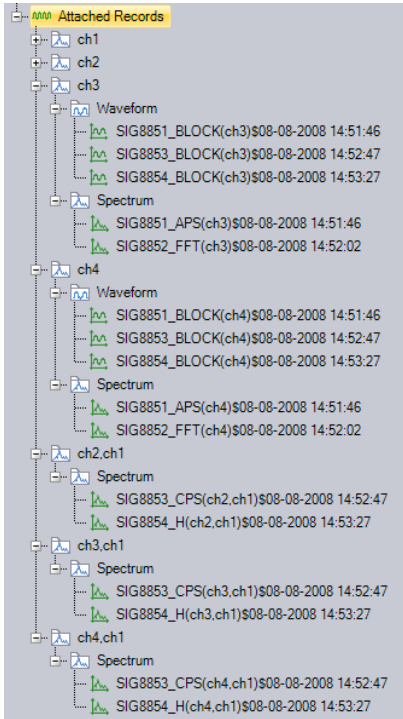 Attached Records
ch1
ch2
ch3
Waveform
SIG8851_BLOCK(ch3)$08-08-2008 14:51:46
SIG8853_BLOCK(ch3)$08-08-2008 14:52:47
SIG8854_BLOCK(ch3)$08-08-2008 14:53:27
Spectrum
SIG8851_APS(ch3)$08-08-2008 14:51:46
SIG8852_FFT(ch3)$08-08-2008 14:52:02
ch4
Waveform
SIG8851_BLOCK(ch4)$08-08-2008 14:51:46
SIG8853_BLOCK(ch4)$08-08-2008 14:52:47
SIG8854_BLOCK(ch4)$08-08-2008 14:53:27
Spectrum
SIG8851_APS(ch4)$08-08-2008 14:51:46
SIG8852_FFT(ch4)$08-08-2008 14:52:02
ch2,ch1
Spectrum
SIG8853_CPS(ch2,ch1)$08-08-2008 14:52:47
SIG8854_H(ch2,ch1)$08-08-2008 14:53:27
ch3,ch1
Spectrum
SIG8853_CPS(ch3,ch1)$08-08-2008 14:52:47
SIG8854_H(ch3,ch1)$08-08-2008 14:53:27
ch4,ch1
Spectrum
SIG8853_CPS(ch4,ch1)$08-08-2008 14:52:47
SIG8854_H(ch4,ch1)$08-08-2008 14:53:27